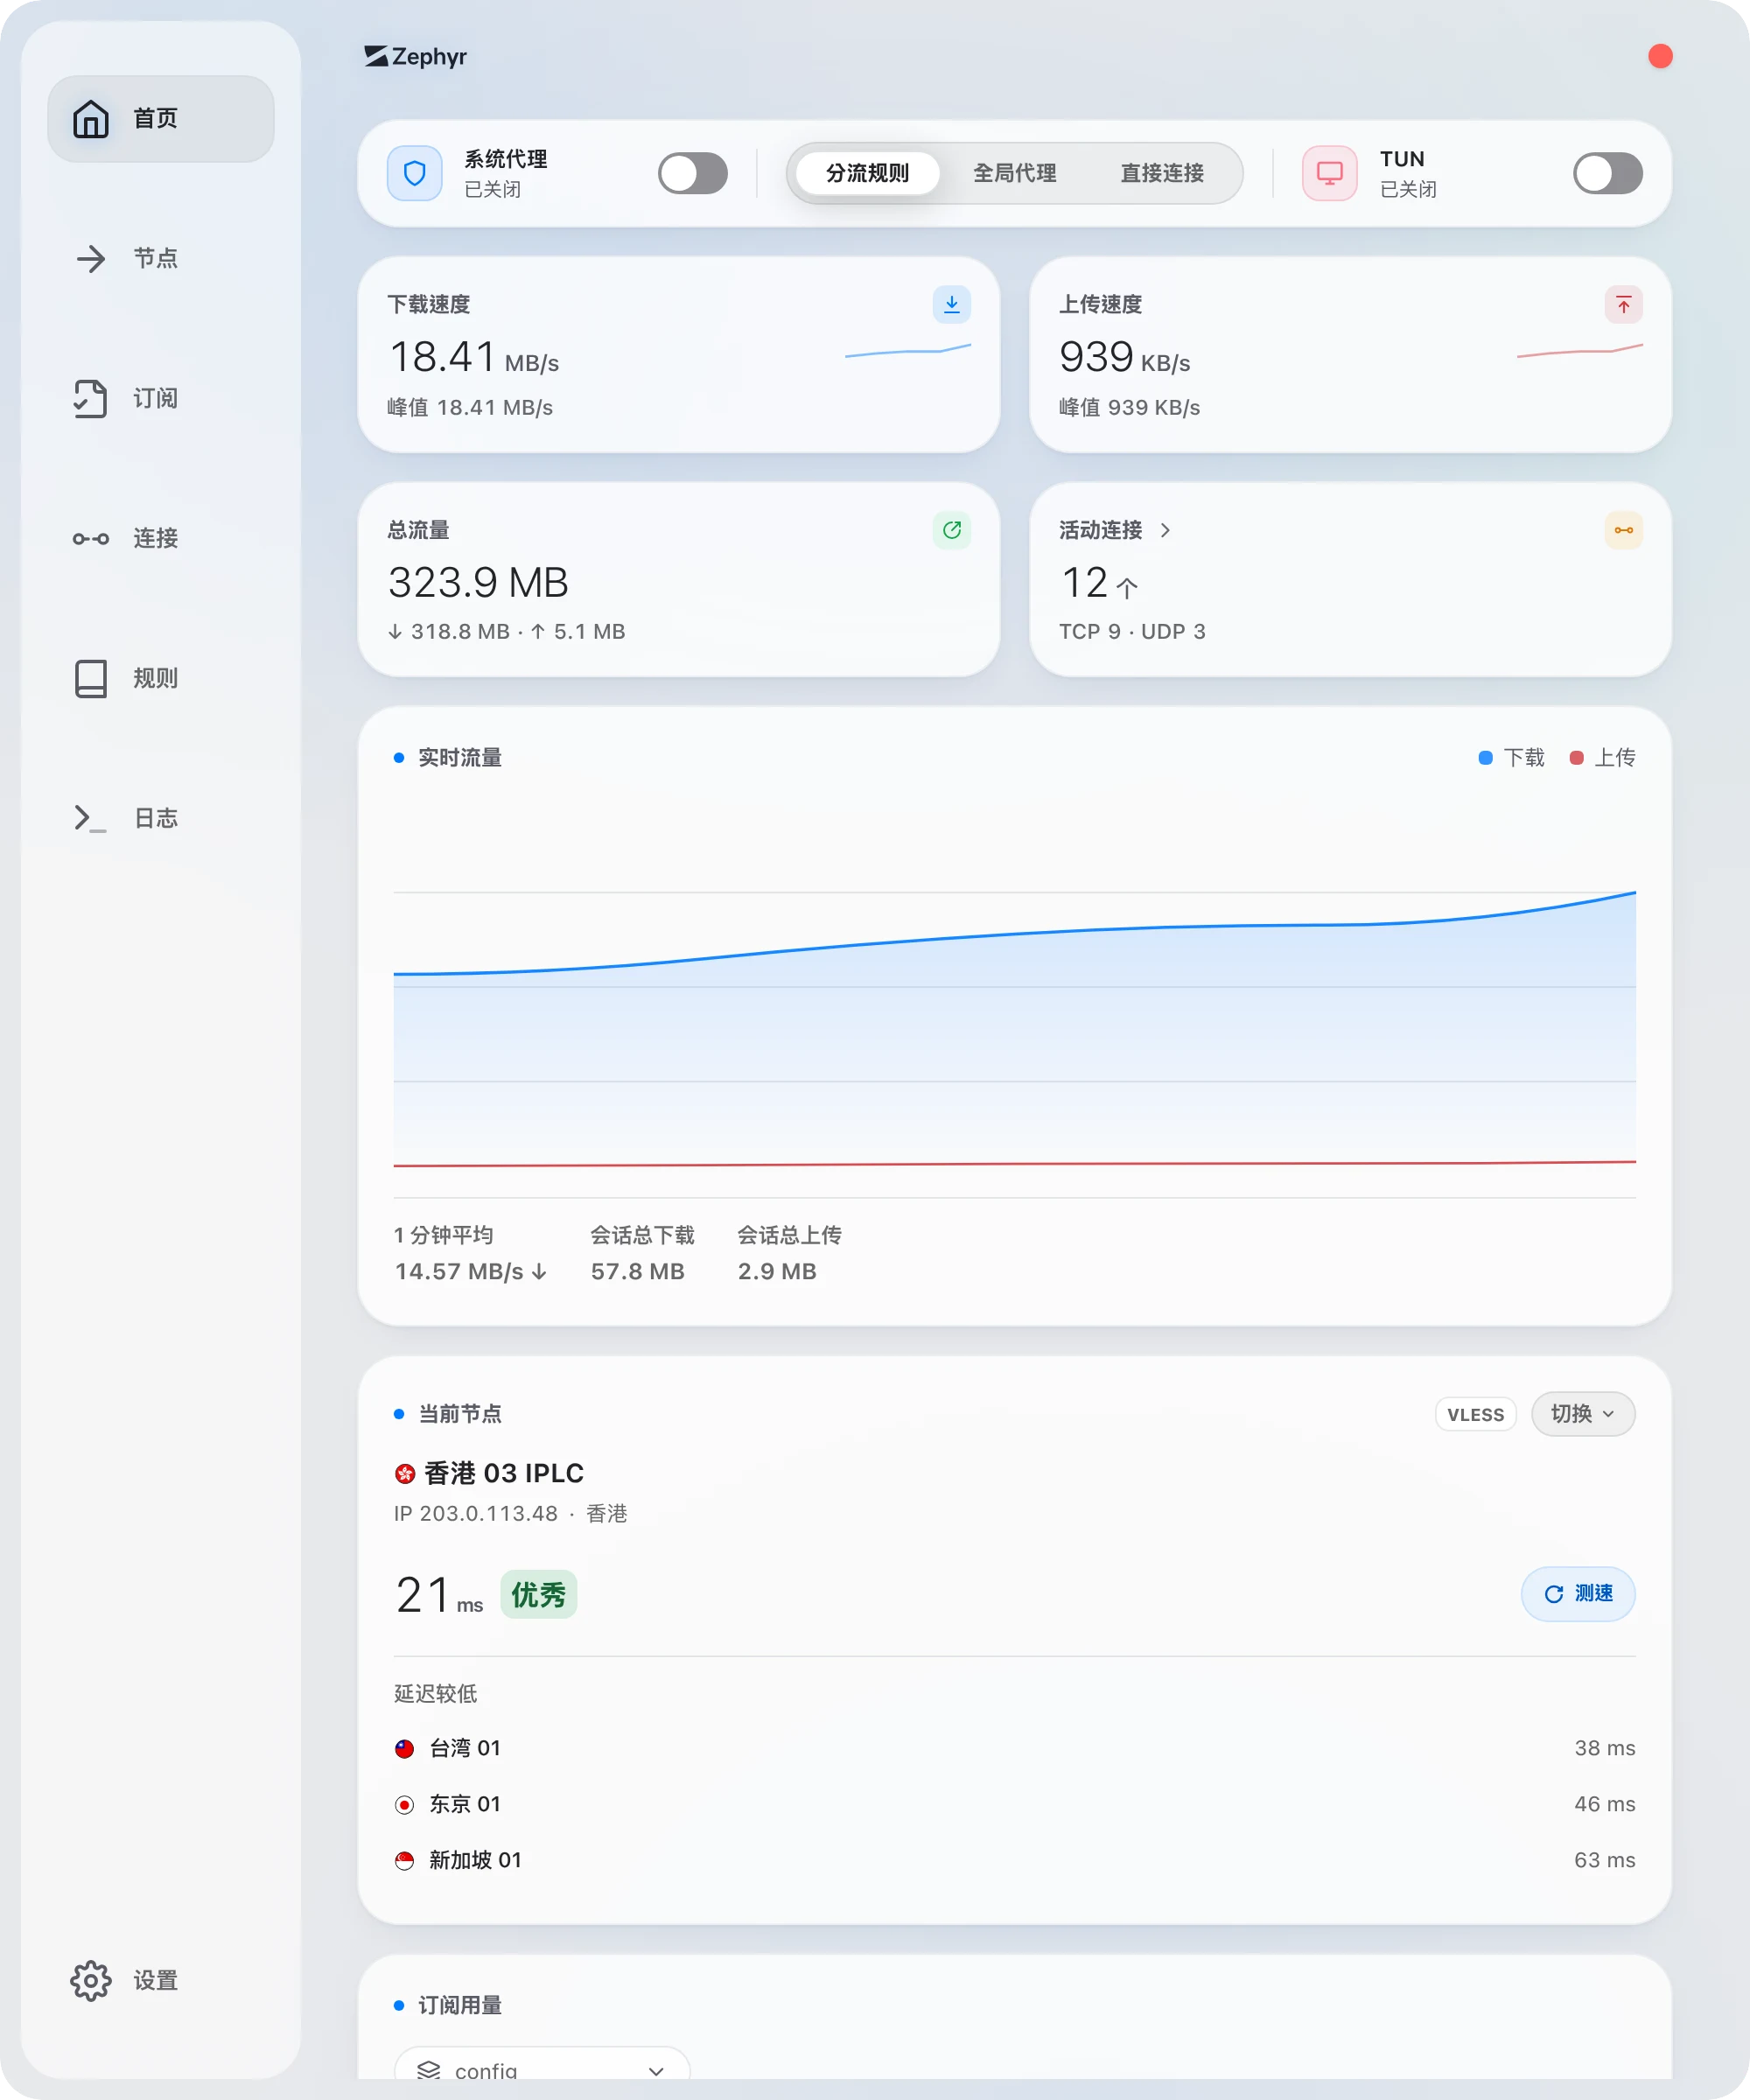 Zephyr
首页
节点
订阅
连接
规则
日志
设置
系统代理
已关闭
分流规则
全局代理
直接连接
TUN
已关闭
下载速度
18.41 MB/s
峰值 18.41 MB/s
上传速度
939 KB/s
峰值 939 KB/s
总流量
323.9 MB
↓ 318.8 MB · ↑ 5.1 MB
活动连接
12 个
TCP 9 · UDP 3
实时流量
下载
上传
1 分钟平均
14.57 MB/s ↓
会话总下载
57.8 MB
会话总上传
2.9 MB
当前节点
VLESS
切换
香港 03 IPLC
IP 203.0.113.48 · 香港
21 ms
优秀
测速
延迟较低
台湾 01
38 ms
东京 01
46 ms
新加坡 01
63 ms
订阅用量
config